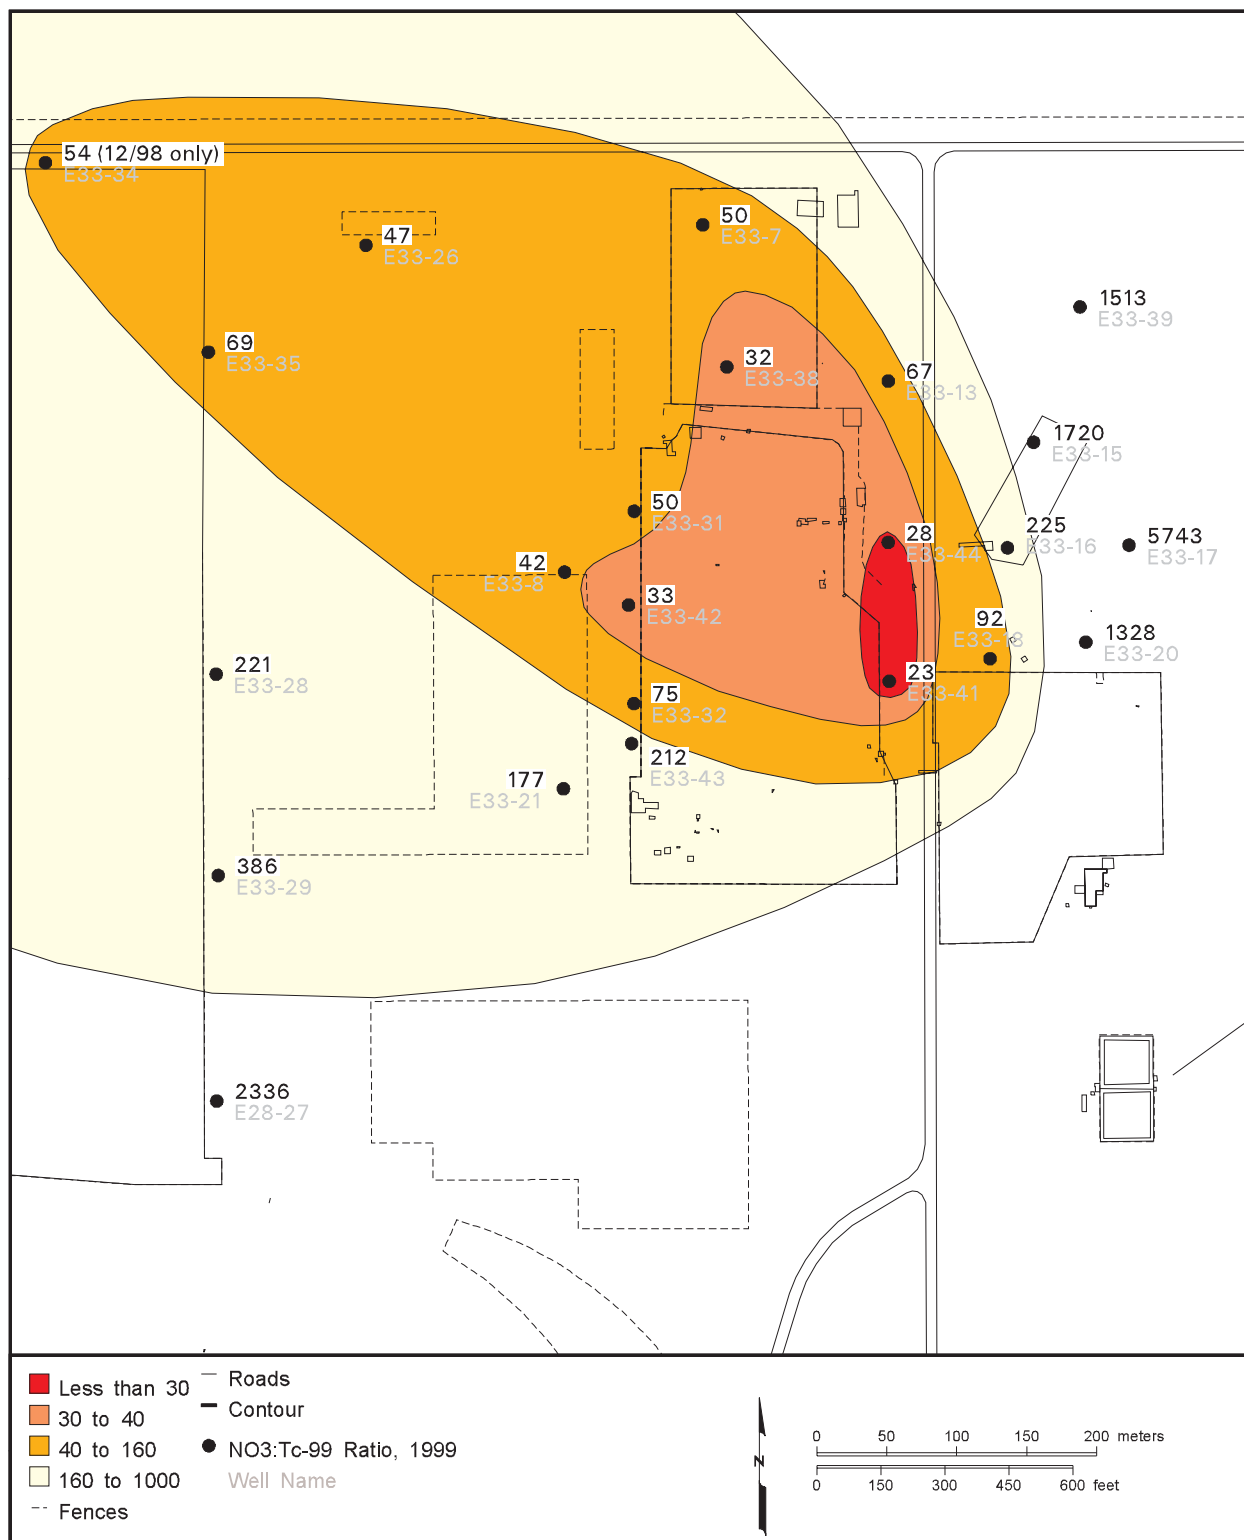 54 (12/98 only)
E33-34
50
E33-7
47
E33-26
1513
E33-39
69
E33-35
32
E33-38
67
E33-13
1720
E33-15
50
E33-31
28
E33-44
225
E33-16
5743
E33-17
42
E33-8
33
E33-42
92
E33-18
1328
E33-20
221
E33-28
23
E33-41
75
E33-32
212
E33-43
177
E33-21
386
E33-29
2336
E28-27
Less than 30
30 to 40
40 to 160
160 to 1000
Fences
Roads
Contour
NO3:Tc-99 Ratio, 1999
Well Name
N
0 50 100 150 200 meters
0 150 300 450 600 feet